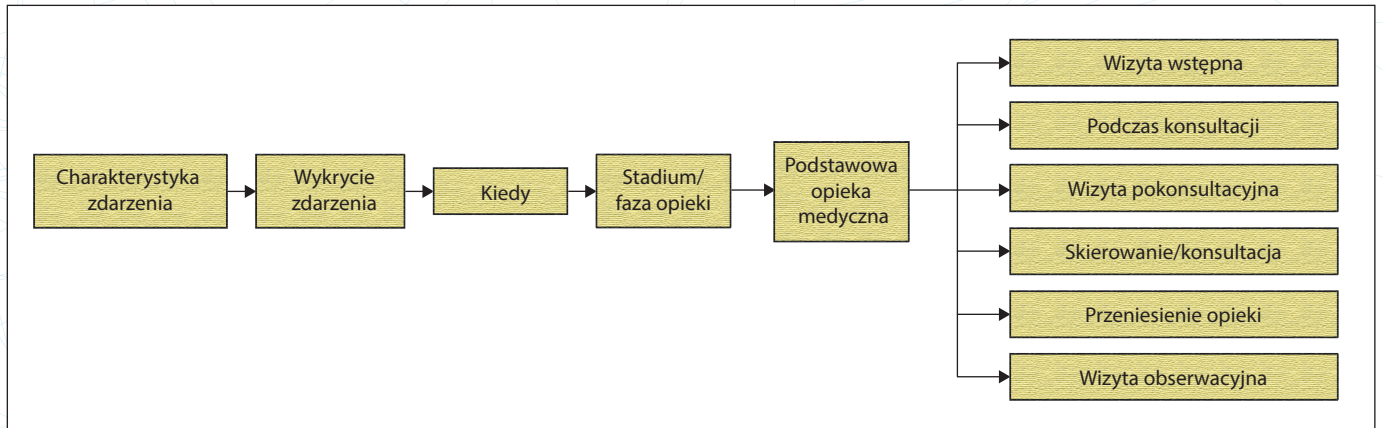 Charakterystyka
zdarzenia
Wykrycie
zdarzenia
Kiedy
Stadium/
faza opieki
Podstawowa
opieka
medyczna
Wizyta wstępna
Podczas konsultacji
Wizyta pokonsultacyjna
Skierowanie/konsultacja
Przeniesienie opieki
Wizyta obserwacyjna